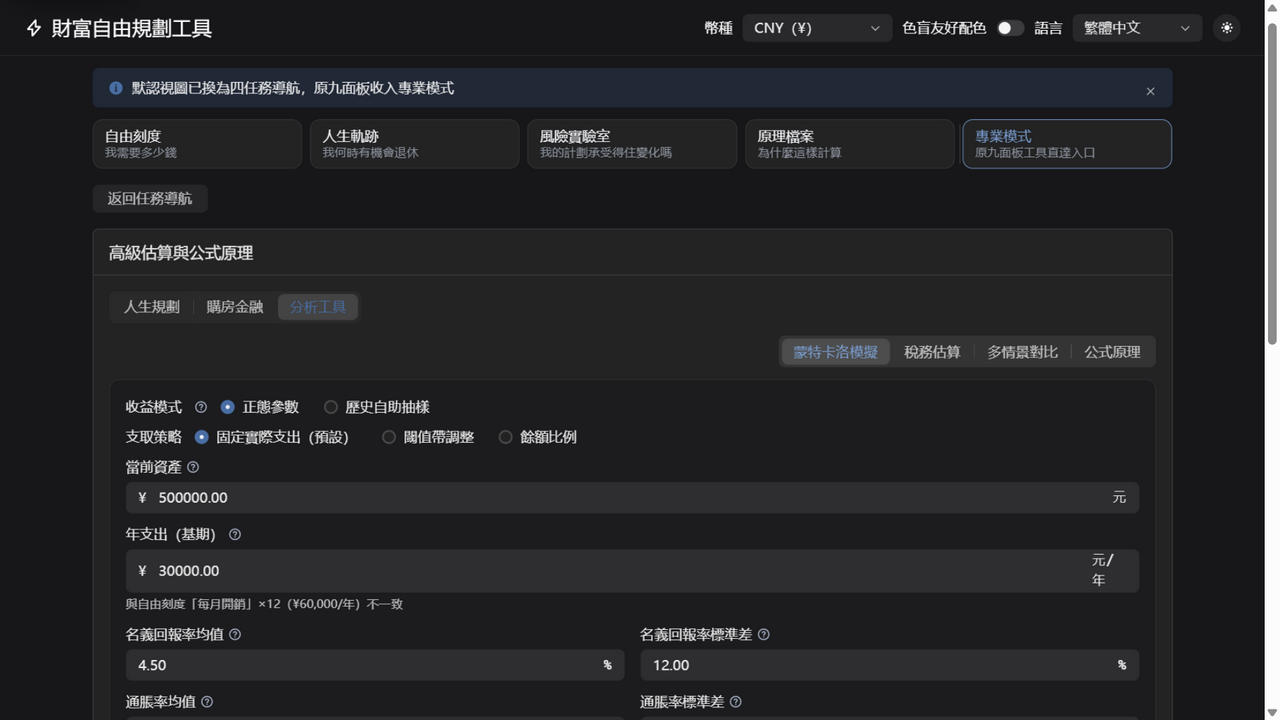 財富自由規劃工具
幣種 CNY (¥) 色盲友好配色 語言 繁體中文
默認視圖已換為四任務導航，原九面板收入專業模式
自由刻度
我需要多少錢
人生軌跡
我何時有機會退休
風險實驗室
我的計劃承受得住變化嗎
原理檔案
為什麼這樣計算
專業模式
原九面板工具直達入口
返回任務導航
高級估算與公式原理
人生規劃 購房金融 分析工具
蒙特卡洛模擬 稅務估算 多情景對比 公式原理
收益模式 正態參數 歷史自助抽樣
支取策略 固定實際支出（預設） 閾值帶調整 餘額比例
當前資產
¥ 500000.00 元
年支出（基期）
¥ 30000.00 元/年
與自由刻度「每月開銷」×12（¥60,000/年）不一致
名義回報率均值 名義回報率標準差
4.50 % 12.00 %
通脹率均值 通脹率標準差